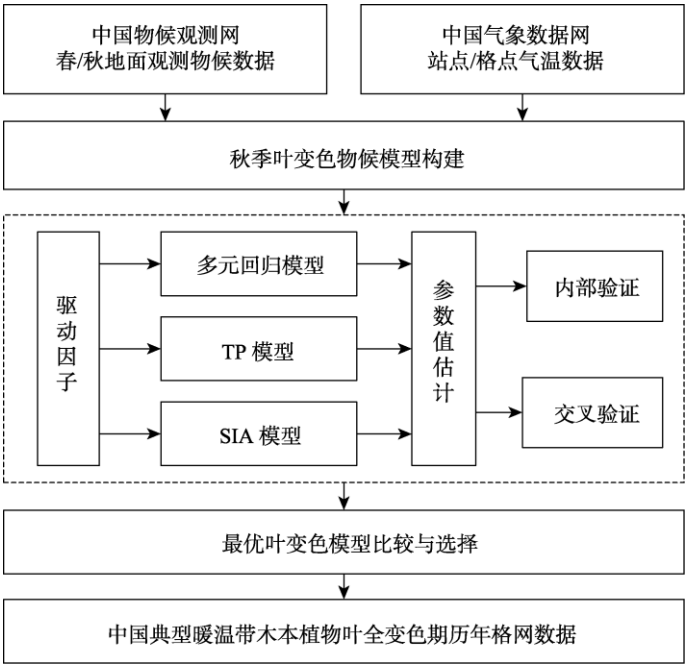 中国物候观测网
春/秋地面观测物候数据
中国气象数据网
站点/格点气温数据
秋季叶变色物候模型构建
驱动因子
多元回归模型
TP 模型
SIA 模型
参数值估计
内部验证
交叉验证
最优叶变色模型比较与选择
中国典型暖温带木本植物叶全变色期历年格网数据